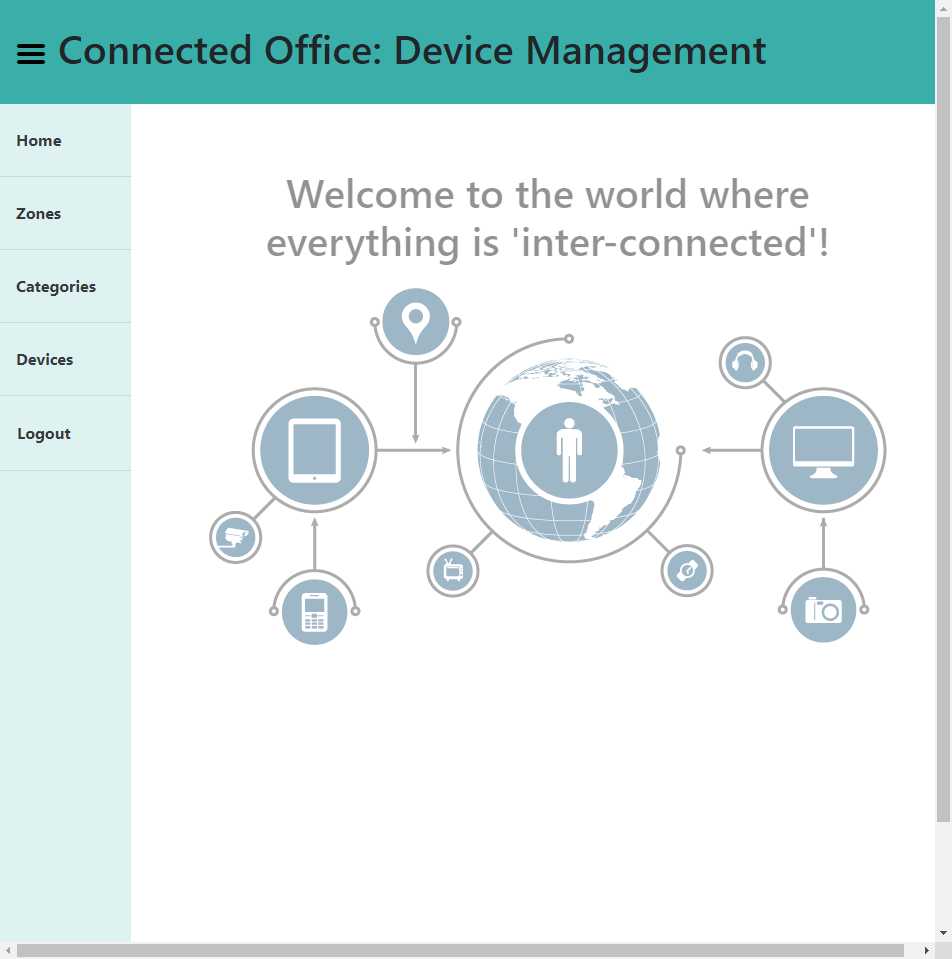 Connected Office: Device Management
Home
Zones
Categories
Devices
Logout
Welcome to the world where
everything is 'inter-connected'!